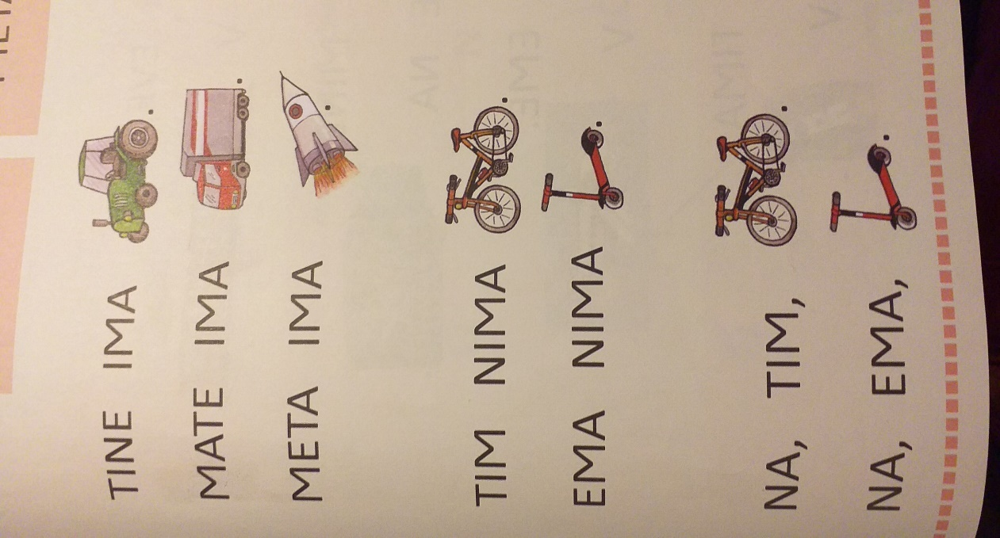 TINE IMA .
MATE IMA .
META IMA .
TIM NIMA .
EMA NIMA .
NA, TIM, .
NA, EMA, .